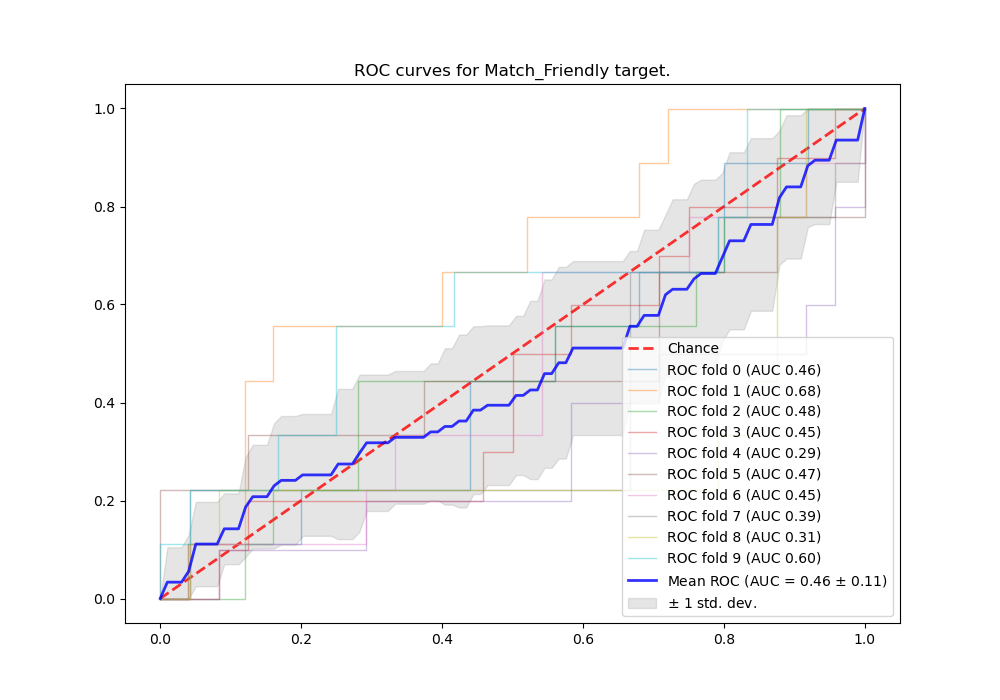 ROC curves for Match_Friendly target.
1.0
0.8
0.6
0.4
0.2
0.0
0.0 0.2 0.4 0.6 0.8 1.0
Chance
ROC fold 0 (AUC 0.46)
ROC fold 1 (AUC 0.68)
ROC fold 2 (AUC 0.48)
ROC fold 3 (AUC 0.45)
ROC fold 4 (AUC 0.29)
ROC fold 5 (AUC 0.47)
ROC fold 6 (AUC 0.45)
ROC fold 7 (AUC 0.39)
ROC fold 8 (AUC 0.31)
ROC fold 9 (AUC 0.60)
Mean ROC (AUC = 0.46 ± 0.11)
± 1 std. dev.